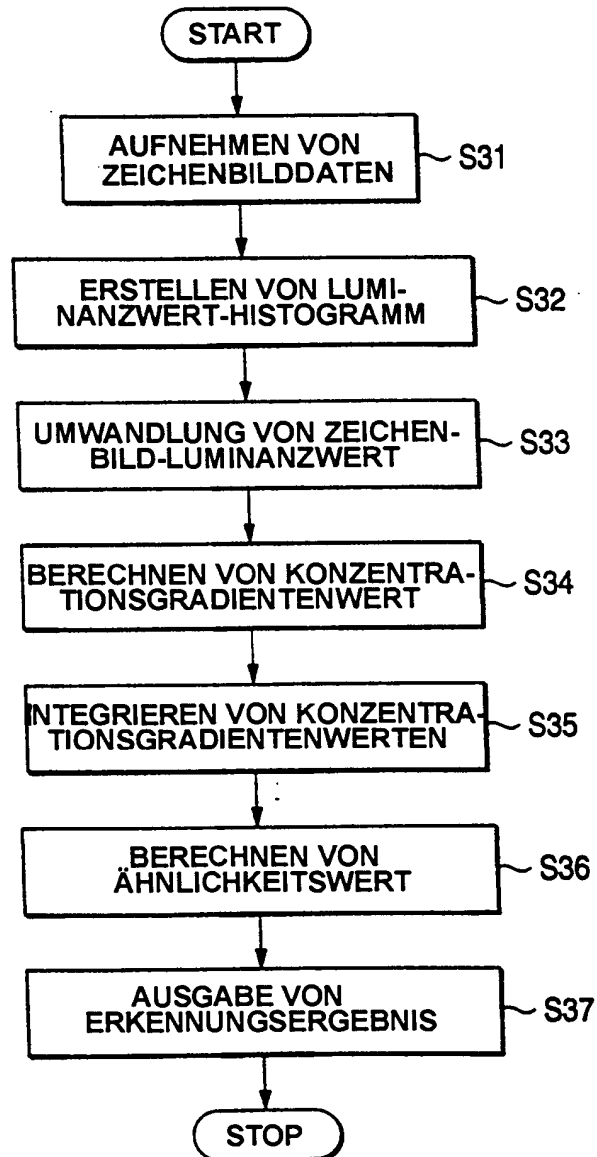 START
AUFNEHMEN VON
ZEICHENBILDDATEN
S31
ERSTELLEN VON LUMI-
NANZWERT-HISTOGRAMM
S32
UMWANDLUNG VON ZEICHEN-
BILD-LUMINANZWERT
S33
BERECHNEN VON KONZENTRA-
TIONSGRADIENTENWERT
S34
INTEGRIEREN VON KONZENTRA-
TIONSGRADIENTENWERTEN
S35
BERECHNEN VON
ÄHNLICHKEITSWERT
S36
AUSGABE VON
ERKENNUNGSERGEBNIS
S37
STOP